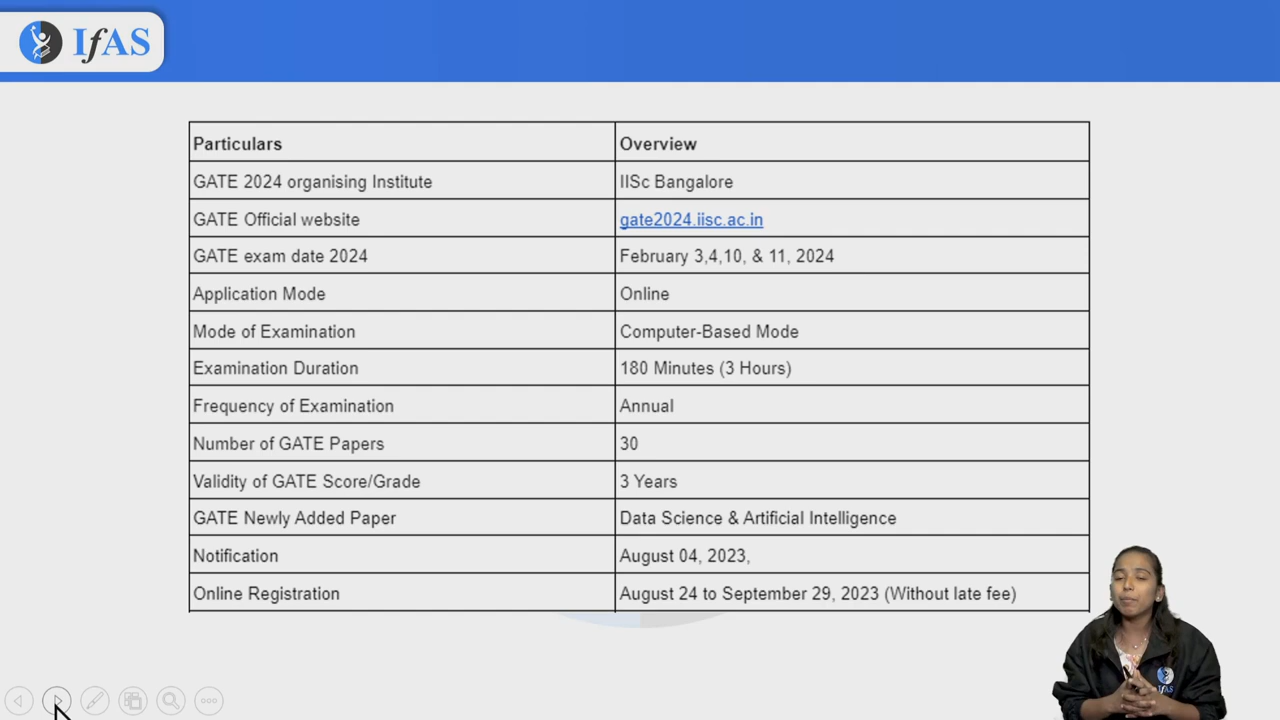 IfAS
Particulars Overview
GATE 2024 organising Institute IISc Bangalore
GATE Official website gate2024.iisc.ac.in
GATE exam date 2024 February 3,4,10, & 11, 2024
Application Mode Online
Mode of Examination Computer-Based Mode
Examination Duration 180 Minutes (3 Hours)
Frequency of Examination Annual
Number of GATE Papers 30
Validity of GATE Score/Grade 3 Years
GATE Newly Added Paper Data Science & Artificial Intelligence
Notification August 04, 2023,
Online Registration August 24 to September 29, 2023 (Without late fee)
IfAS